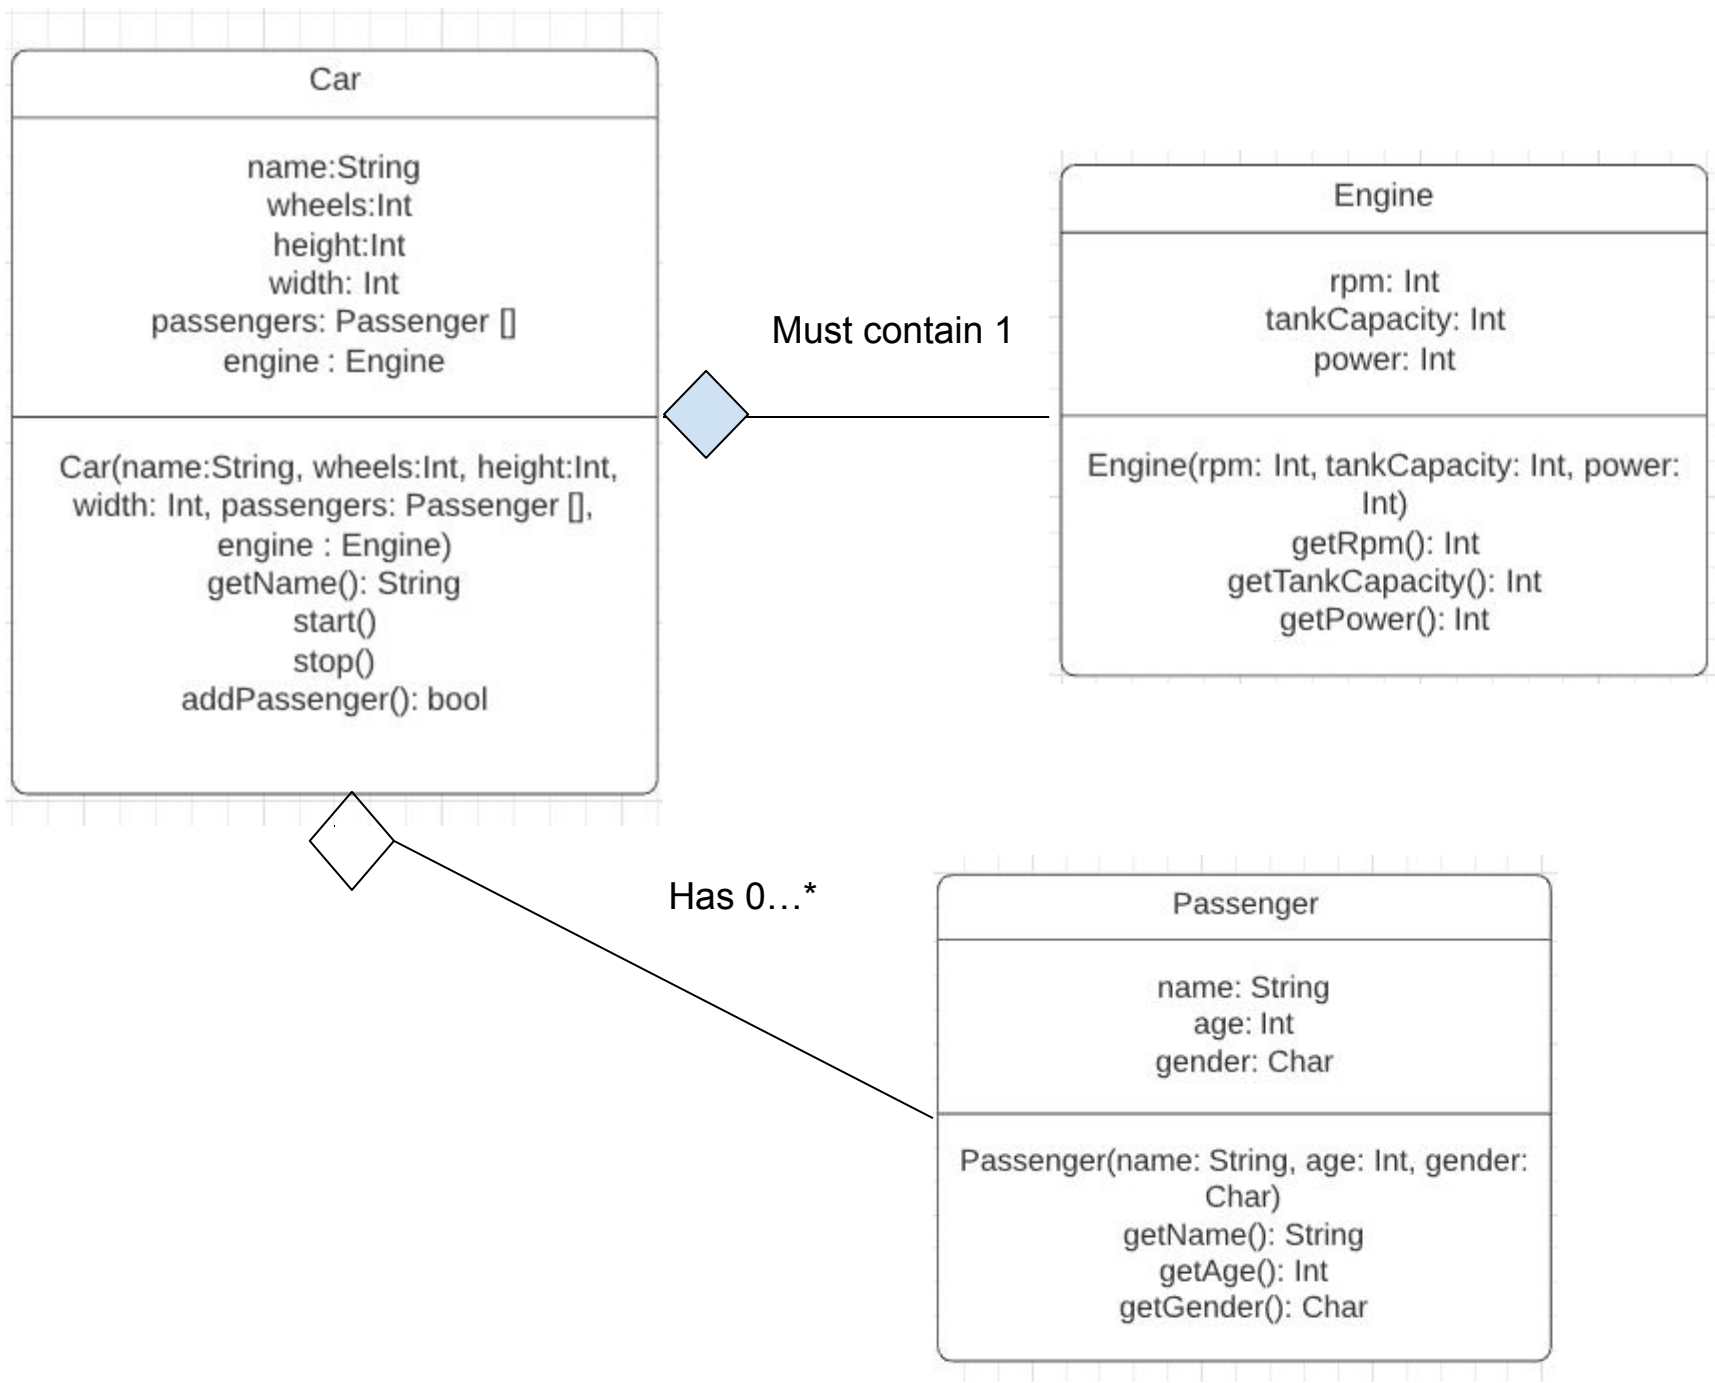 Car
name:String
wheels:Int
height:Int
width: Int
passengers: Passenger []
engine : Engine
Car(name:String, wheels:Int, height:Int,
width: Int, passengers: Passenger [],
engine : Engine)
getName(): String
start()
stop()
addPassenger(): bool
Must contain 1
Engine
rpm: Int
tankCapacity: Int
power: Int
Engine(rpm: Int, tankCapacity: Int, power:
Int)
getRpm(): Int
getTankCapacity(): Int
getPower(): Int
Has 0…*
Passenger
name: String
age: Int
gender: Char
Passenger(name: String, age: Int, gender:
Char)
getName(): String
getAge(): Int
getGender(): Char